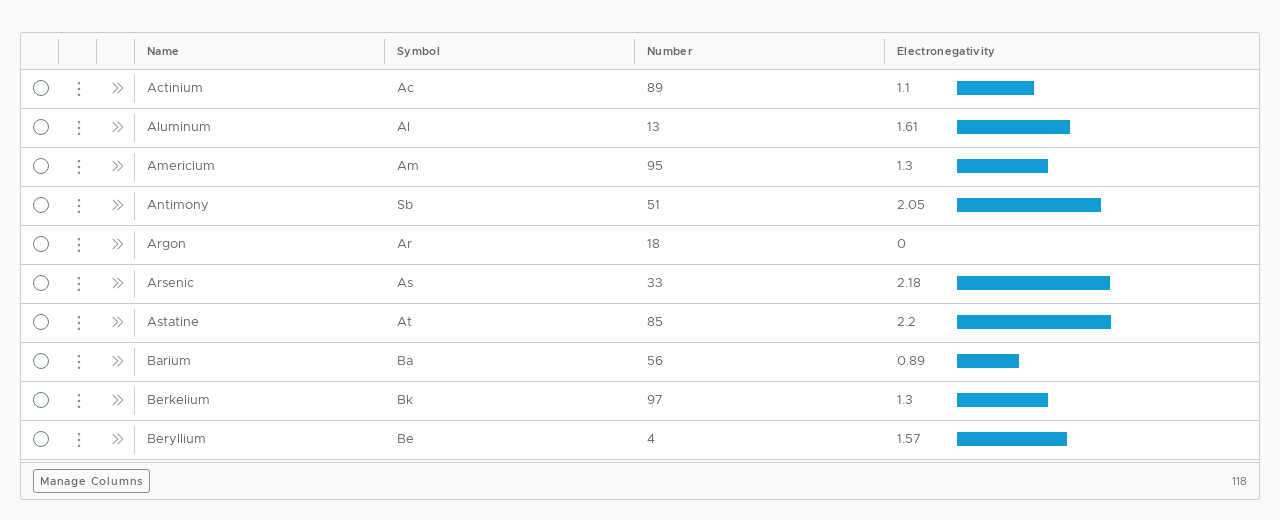 Name Symbol Number Electronegativity
Actinium Ac 89 1.1
Aluminum Al 13 1.61
Americium Am 95 1.3
Antimony Sb 51 2.05
Argon Ar 18 0
Arsenic As 33 2.18
Astatine At 85 2.2
Barium Ba 56 0.89
Berkelium Bk 97 1.3
Beryllium Be 4 1.57
Manage Columns 118